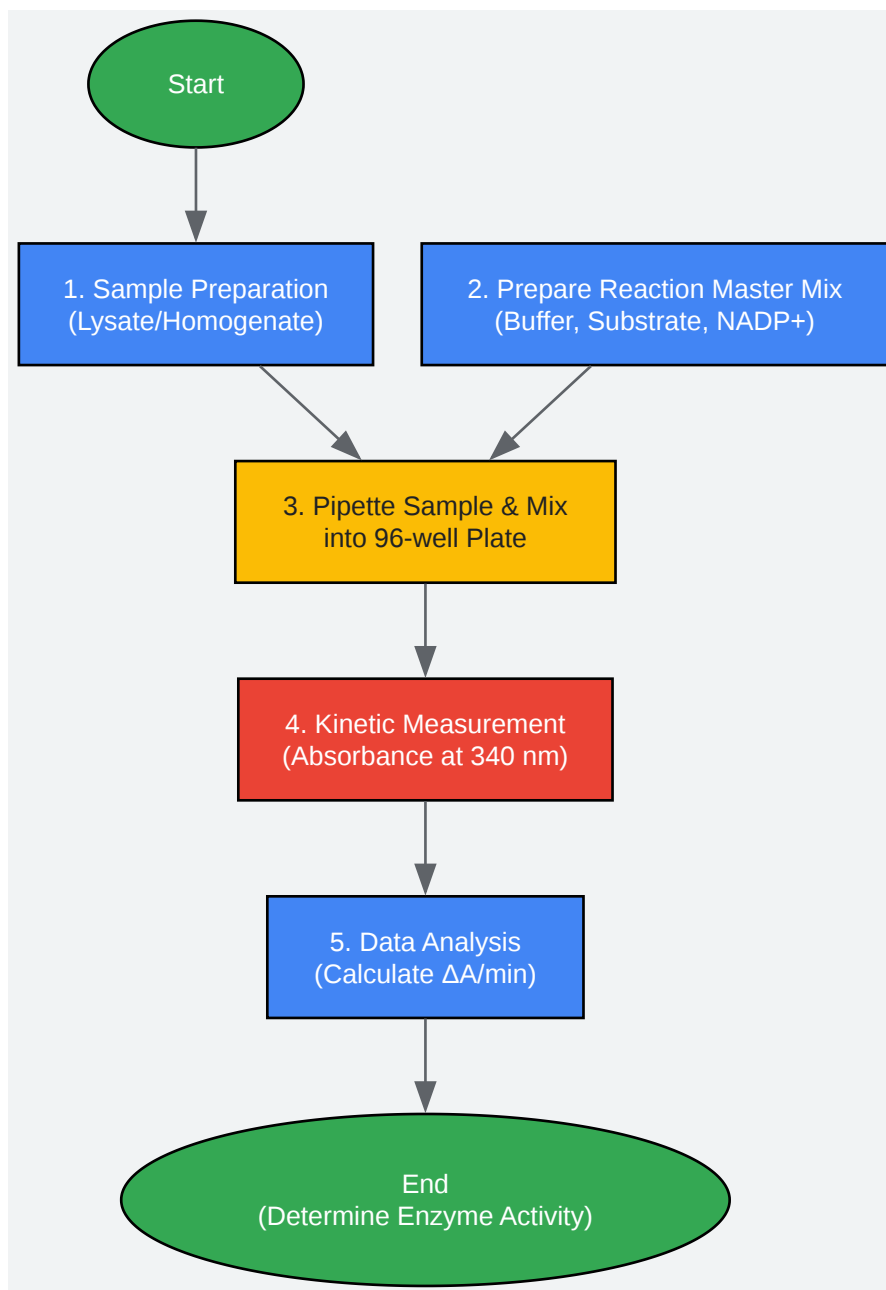 Start
1. Sample Preparation
(Lysate/Homogenate)
2. Prepare Reaction Master Mix
(Buffer, Substrate, NADP+)
3. Pipette Sample & Mix
into 96-well Plate
4. Kinetic Measurement
(Absorbance at 340 nm)
5. Data Analysis
(Calculate ΔA/min)
End
(Determine Enzyme Activity)